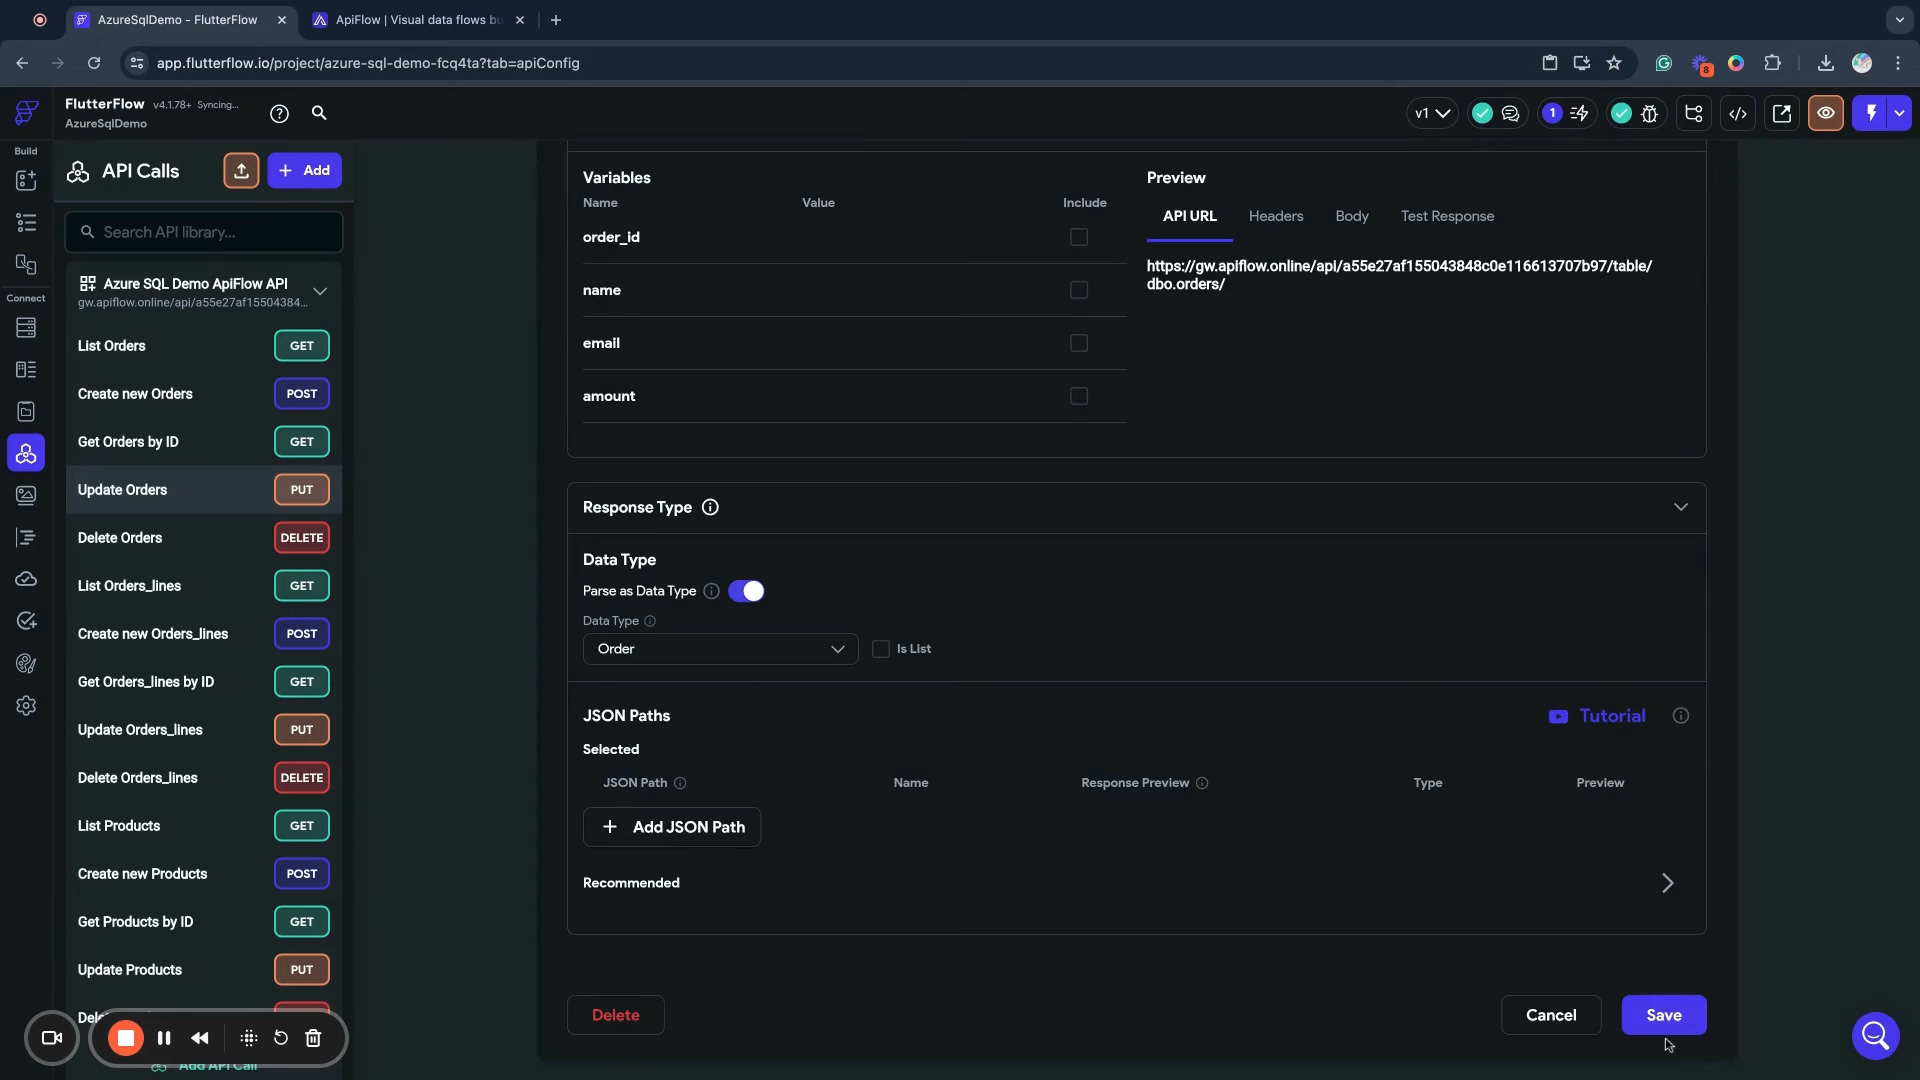 AzureSqlDemo - FlutterFlow
ApiFlow | Visual data flows bu
app.flutterflow.io/project/azure-sql-demo-fcq4ta?tab=apiConfig
8
FlutterFlow v4.1.78+ Syncing...
AzureSqlDemo
v1
1
Build
Connect
API Calls
Add
Search API library...
Azure SQL Demo ApiFlow API
gw.apiflow.online/api/a55e27af15504384...
List Orders GET
Create new Orders POST
Get Orders by ID GET
Update Orders PUT
Delete Orders DELETE
List Orders_lines GET
Create new Orders_lines POST
Get Orders_lines by ID GET
Update Orders_lines PUT
Delete Orders_lines DELETE
List Products GET
Create new Products POST
Get Products by ID GET
Update Products PUT
Add API Call
Variables
Name Value Include
order_id
name
email
amount
Preview
API URL Headers Body Test Response
https://gw.apiflow.online/api/a55e27af155043848c0e116613707b97/table/
dbo.orders/
Response Type
Data Type
Parse as Data Type
Data Type
Order Is List
JSON Paths Tutorial
Selected
JSON Path Name Response Preview Type Preview
Add JSON Path
Recommended
Delete Cancel Save